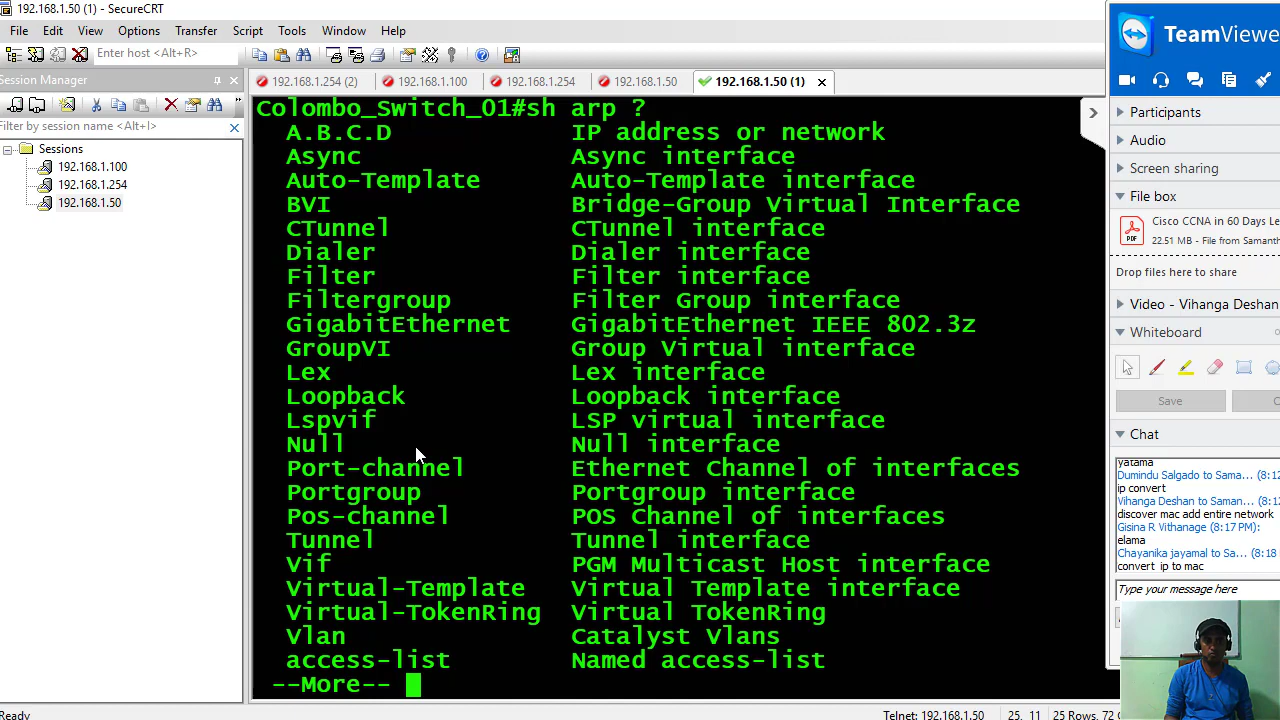 192.168.1.50 (1) - SecureCRT
File Edit View Options Transfer Script Tools Window Help
Enter host <Alt+R>
Session Manager
192.168.1.254 (2) 192.168.1.100 192.168.1.254 192.168.1.50 192.168.1.50 (1)
Filter by session name <Alt+I>
Sessions
192.168.1.100
192.168.1.254
192.168.1.50
Colombo_Switch_01#sh arp ?
A.B.C.D IP address or network
Async Async interface
Auto-Template Auto-Template interface
BVI Bridge-Group Virtual Interface
CTunnel CTunnel interface
Dialer Dialer interface
Filter Filter interface
Filtergroup Filter Group interface
GigabitEthernet GigabitEthernet IEEE 802.3z
GroupVI Group Virtual interface
Lex Lex interface
Loopback Loopback interface
Lspvif LSP virtual interface
Null Null interface
Port-channel Ethernet Channel of interfaces
Portgroup Portgroup interface
Pos-channel POS Channel of interfaces
Tunnel Tunnel interface
Vif PGM Multicast Host interface
Virtual-Template Virtual Template interface
Virtual-TokenRing Virtual TokenRing
Vlan Catalyst Vlans
access-list Named access-list
--More--
Ready
Telnet: 192.168.1.50 25, 11 25 Rows, 72 C
TeamViewe
Participants
Audio
Screen sharing
File box
Cisco CCNA in 60 Days Le
22.51 MB - File from Samanth
Drop files here to share
Video - Vihanga Deshan
Whiteboard
Save
Chat
yatama
Dumindu Salgado to Sama... (8:12
ip convert
Vihanga Deshan to Saman... (8:1
discover mac add entire network
Gisina R Vithanage (8:17 PM):
elama
Chayanika jayamal to Sa... (8:18
convert ip to mac
Type your message here